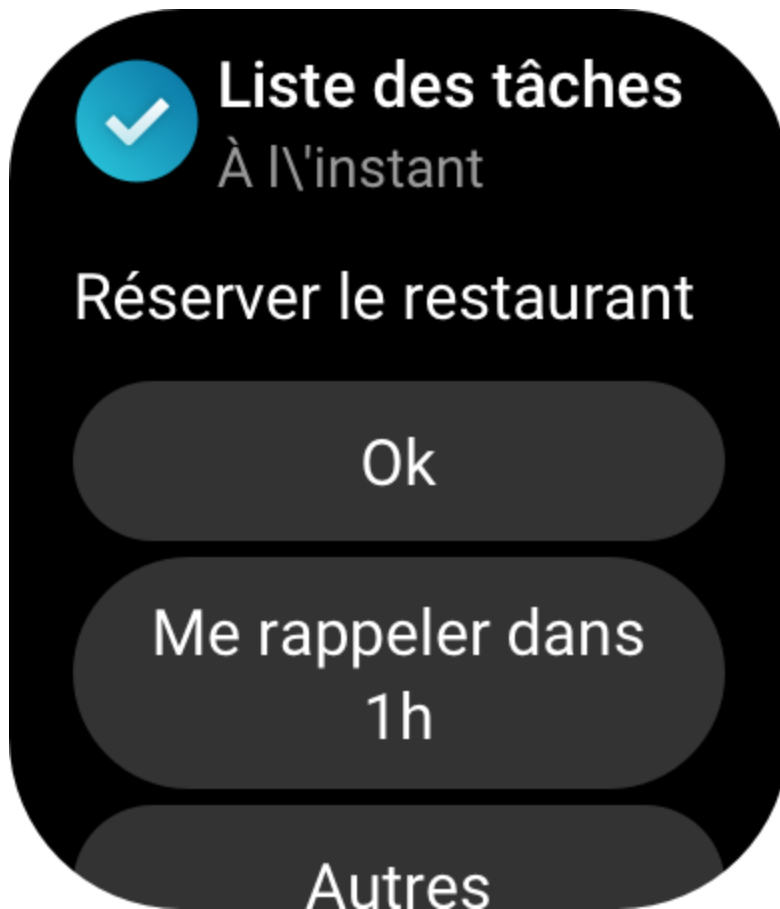 Liste des tâches
À l\'instant
Réserver le restaurant
Ok
Me rappeler dans
1h
Autres